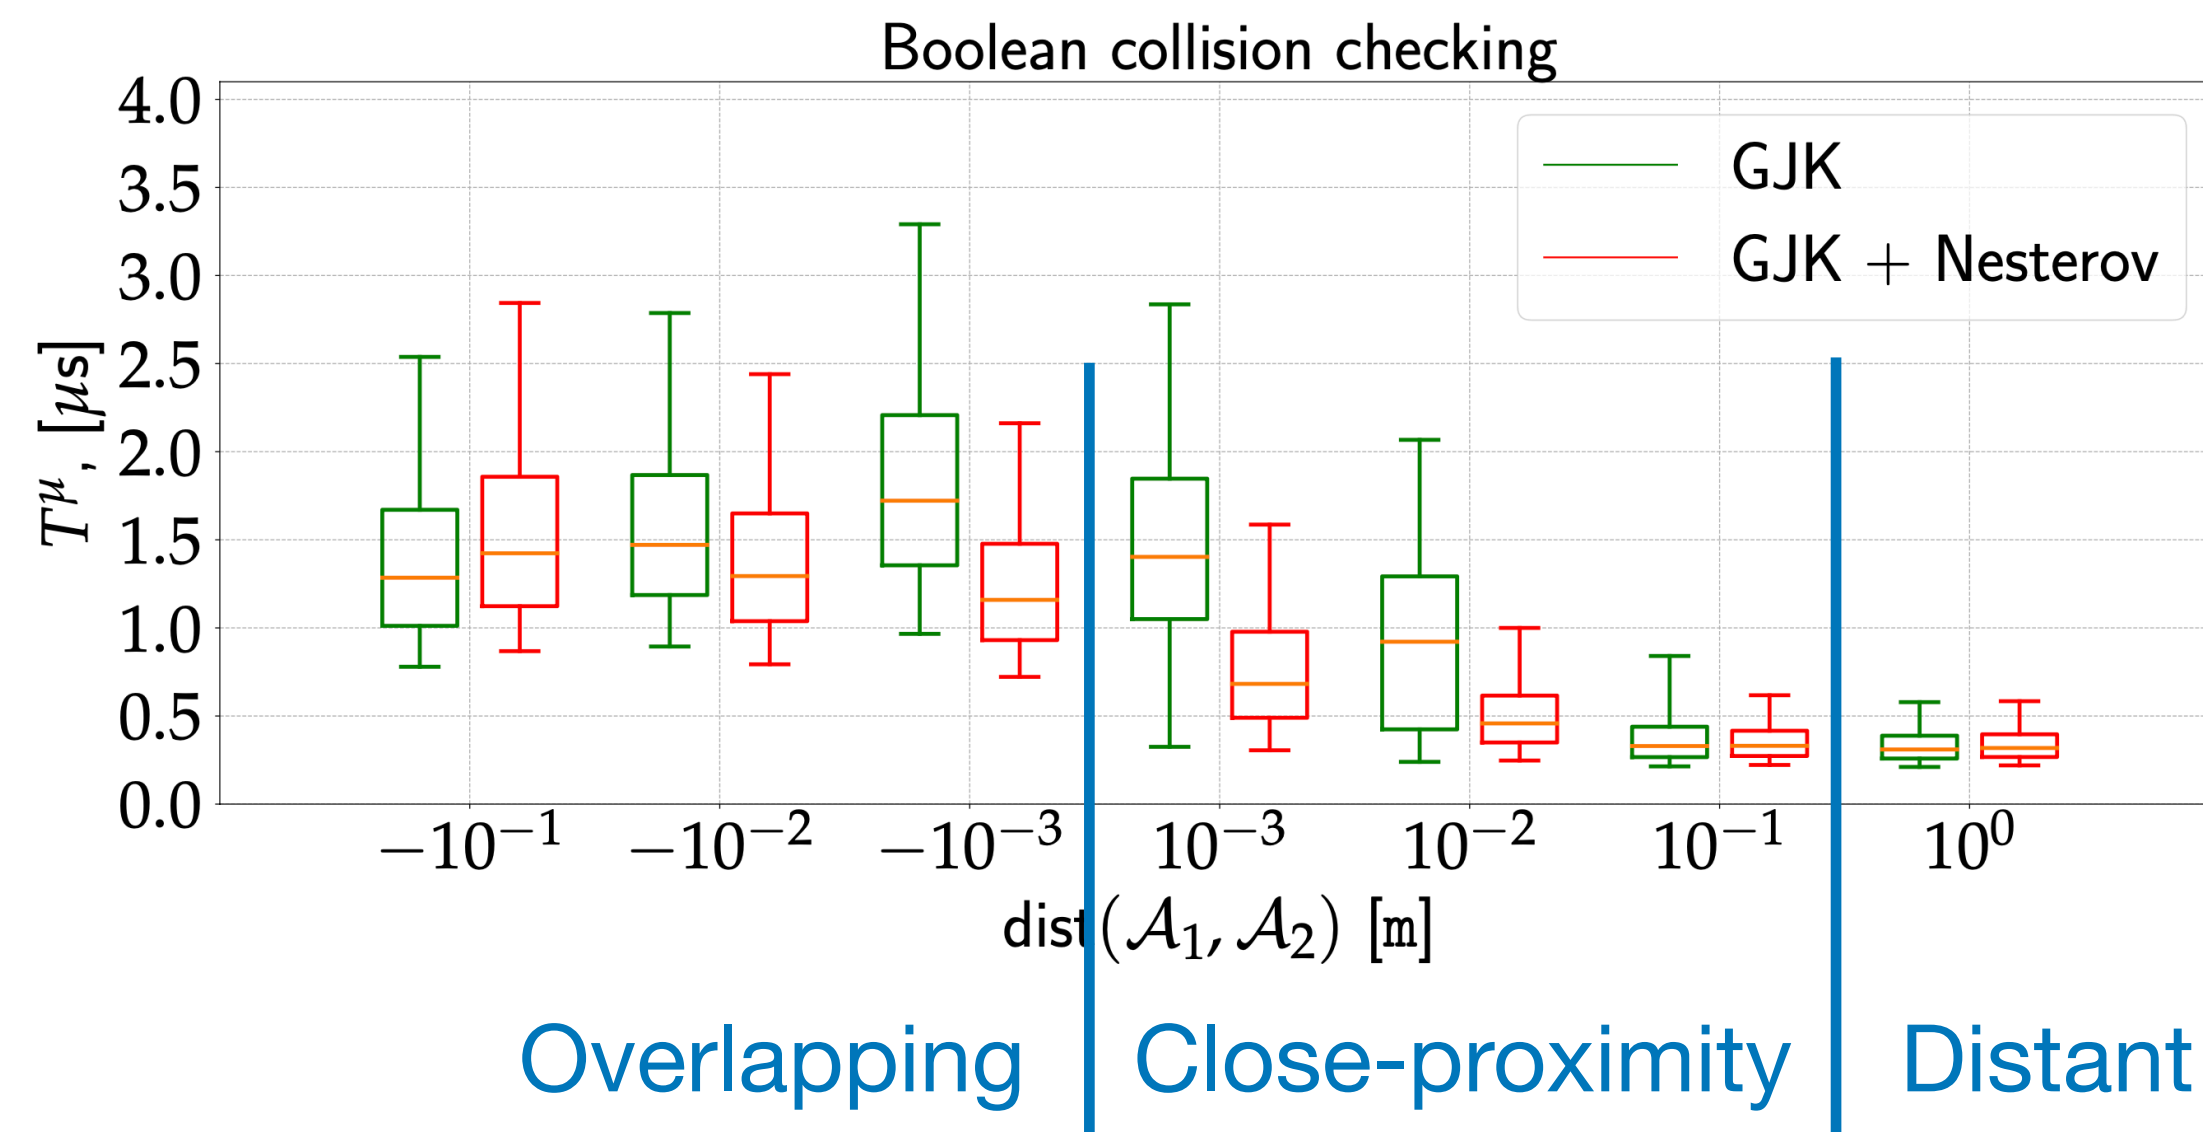 Boolean collision checking
4.0
3.5
3.0
2.5
2.0
1.5
1.0
0.5
0.0
T^μ, [μs]
GJK
GJK + Nesterov
−10⁻¹ −10⁻² −10⁻³ 10⁻³ 10⁻² 10⁻¹ 10⁰
dist(𝒜₁, 𝒜₂) [m]
Overlapping Close-proximity Distant